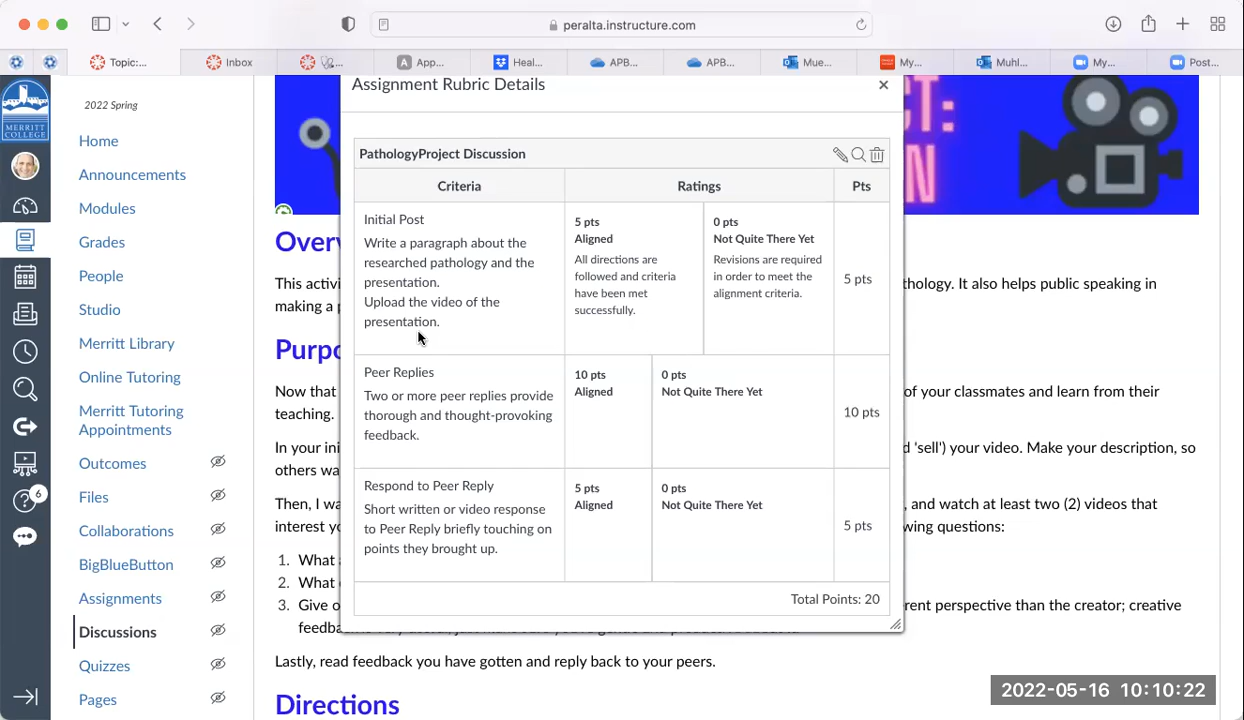 peralta.instructure.com
Topic:...
Inbox
App...
Heal...
APB...
APB...
Mue...
My...
Muhl...
My...
Post...
MERRITT
COLLEGE
2022 Spring
Home
Announcements
Modules
Grades
People
Studio
Merritt Library
Online Tutoring
Merritt Tutoring
Appointments
Outcomes
Files
Collaborations
BigBlueButton
Assignments
Discussions
Quizzes
Pages
6
Assignment Rubric Details
PathologyProject Discussion
Criteria
Ratings
Pts
Initial Post
Write a paragraph about the
researched pathology and the
presentation.
Upload the video of the
presentation.
5 pts
Aligned
All directions are
followed and criteria
have been met
successfully.
0 pts
Not Quite There Yet
Revisions are required
in order to meet the
alignment criteria.
5 pts
Peer Replies
Two or more peer replies provide
thorough and thought-provoking
feedback.
10 pts
Aligned
0 pts
Not Quite There Yet
10 pts
Respond to Peer Reply
Short written or video response
to Peer Reply briefly touching on
points they brought up.
5 pts
Aligned
0 pts
Not Quite There Yet
5 pts
Total Points: 20
CT:
N
Overv
This activi
thology. It also helps public speaking in
making a p
Purpo
Now that
of your classmates and learn from their
teaching.
In your ini
d 'sell') your video. Make your description, so
others wa
Then, I wa
, and watch at least two (2) videos that
interest yo
wing questions:
1. What
2. What
3. Give o
rent perspective than the creator; creative
Lastly, read feedback you have gotten and reply back to your peers.
Directions
2022-05-16 10:10:22